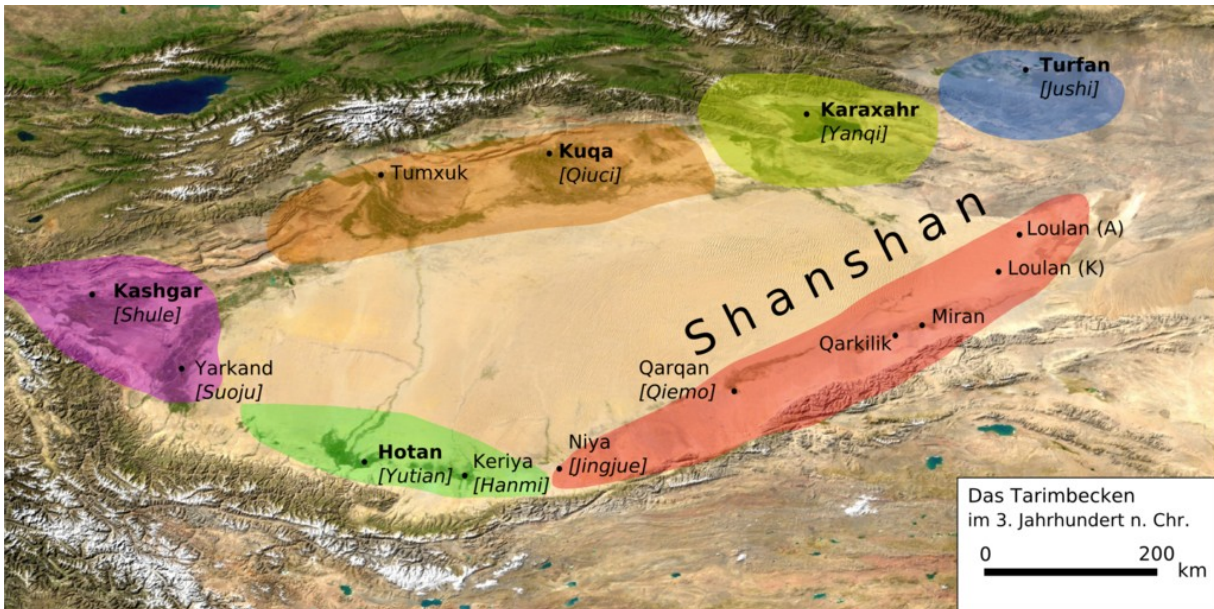 Turfan
[Jushi]
Karaxahr
[Yanqi]
Kuqa
[Qiuci]
Tumxuk
Shanshan
Loulan (A)
Loulan (K)
Kashgar
[Shule]
Miran
Qarkilik
Yarkand
[Suoju]
Qarqan
[Qiemo]
Hotan
[Yutian]
Keriya
[Hanmi]
Niya
[Jingjue]
Das Tarimbecken
im 3. Jahrhundert n. Chr.
0 200
km